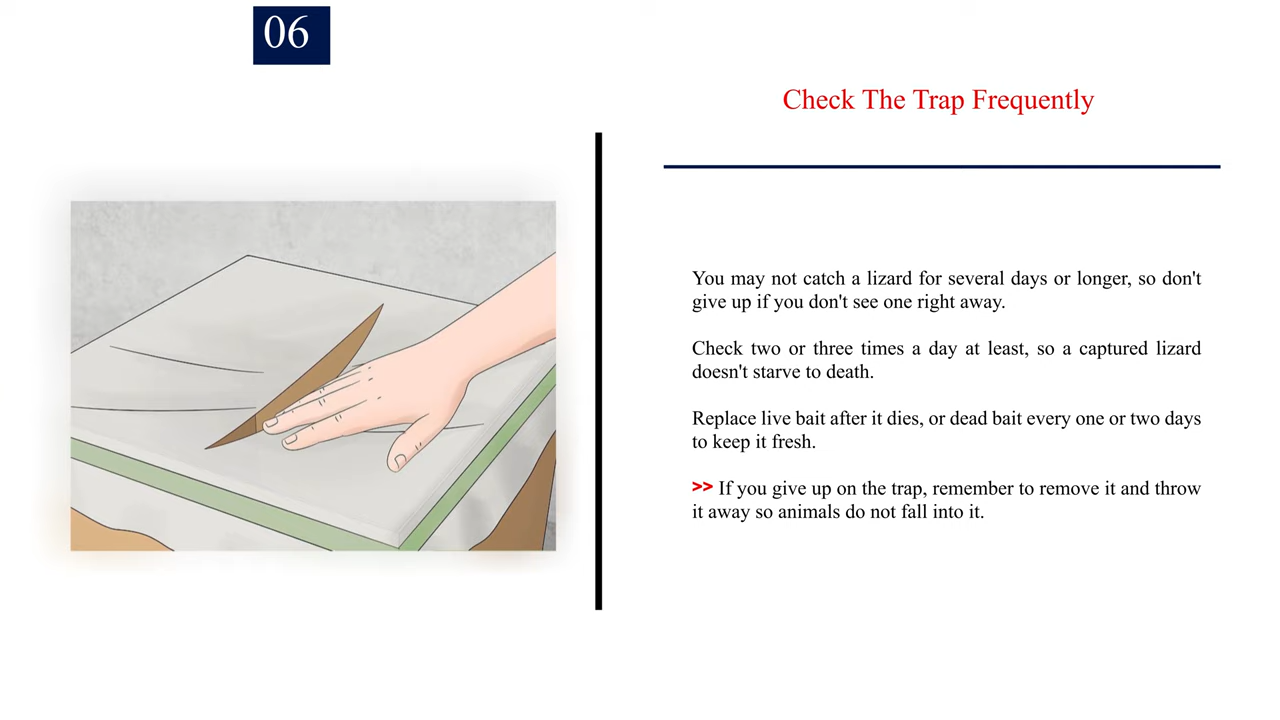 06
Check The Trap Frequently
You may not catch a lizard for several days or longer, so don't
give up if you don't see one right away.
Check two or three times a day at least, so a captured lizard
doesn't starve to death.
Replace live bait after it dies, or dead bait every one or two days
to keep it fresh.
>> If you give up on the trap, remember to remove it and throw
it away so animals do not fall into it.